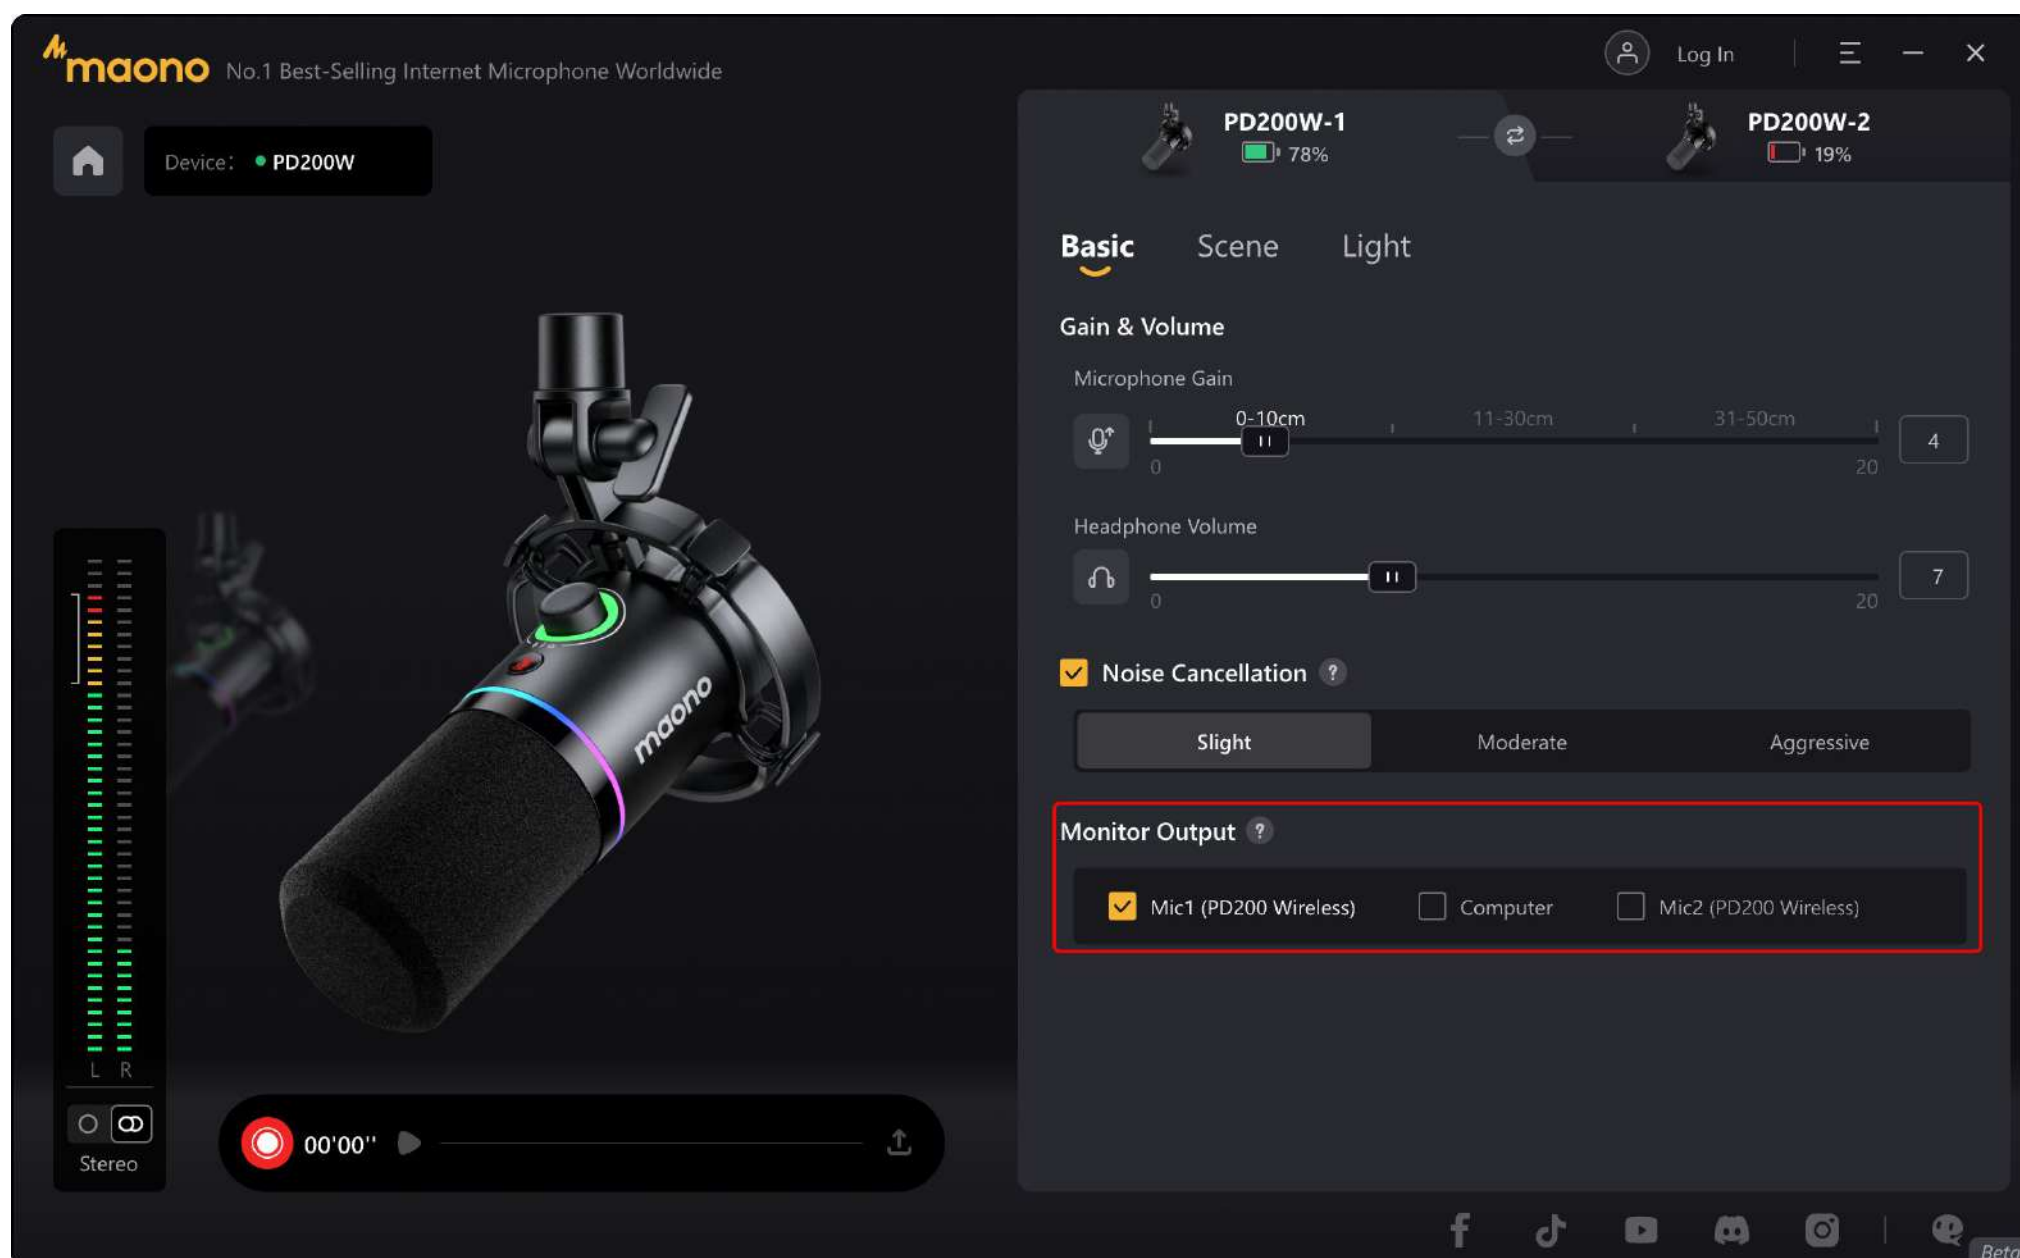 maono No.1 Best-Selling Internet Microphone Worldwide
Log In
Device: PD200W
PD200W-1
78%
PD200W-2
19%
Basic Scene Light
Gain & Volume
Microphone Gain
0-10cm 11-30cm 31-50cm
4
0 20
Headphone Volume
7
0 20
Noise Cancellation ?
Slight Moderate Aggressive
Monitor Output ?
Mic1 (PD200 Wireless) Computer Mic2 (PD200 Wireless)
maono
L R
Stereo
00'00''
Beta